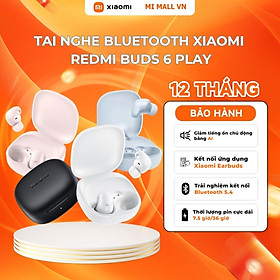 xiaomi
MI MALL VN
TAI NGHE BLUETOOTH XIAOMI
REDMI BUDS 6 PLAY
12 THÁNG
BẢO HÀNH
Giảm tiếng ồn chủ động
bằng AI
Kết nối ứng dụng
Xiaomi Earbuds
Trải nghiệm kết nối
Bluetooth 5.4
Thời lượng pin cực đại
7.5 giờ/36 giờ